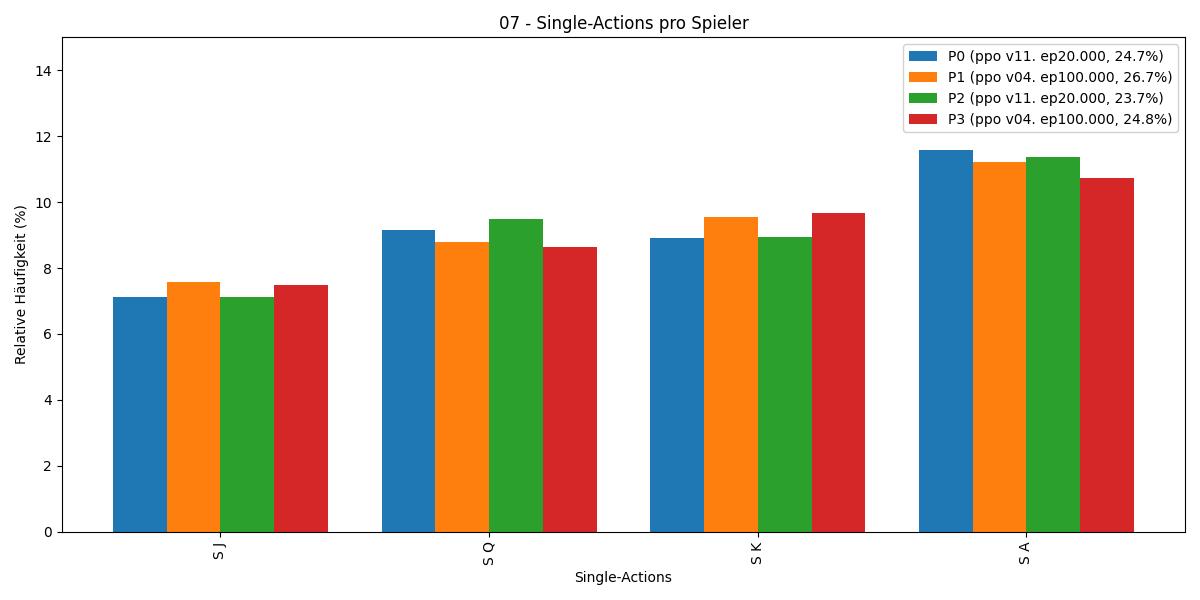 07 - Single-Actions pro Spieler
P0 (ppo v11. ep20.000, 24.7%)
P1 (ppo v04. ep100.000, 26.7%)
P2 (ppo v11. ep20.000, 23.7%)
P3 (ppo v04. ep100.000, 24.8%)
Relative Häufigkeit (%)
14
12
10
8
6
4
2
0
S J
S Q
S K
S A
Single-Actions